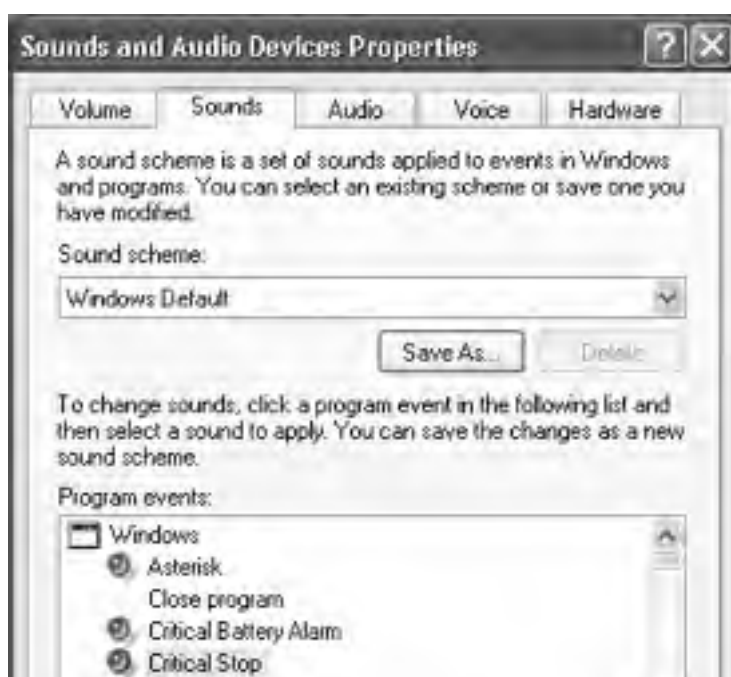 Sounds and Audio Devices Properties
Volume Sounds Audio Voice Hardware
A sound scheme is a set of sounds applied to events in Windows
and programs. You can select an existing scheme or save one you
have modified.
Sound scheme:
Windows Default
Save As... Delete
To change sounds, click a program event in the following list and
then select a sound to apply. You can save the changes as a new
sound scheme.
Program events:
Windows
Asterisk
Close program
Critical Battery Alarm
Critical Stop